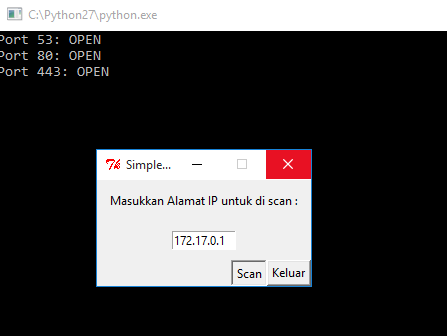 C:\Python27\python.exe
Port 53: OPEN
Port 80: OPEN
Port 443: OPEN
Simple...
Masukkan Alamat IP untuk di scan :
172.17.0.1
Scan Keluar